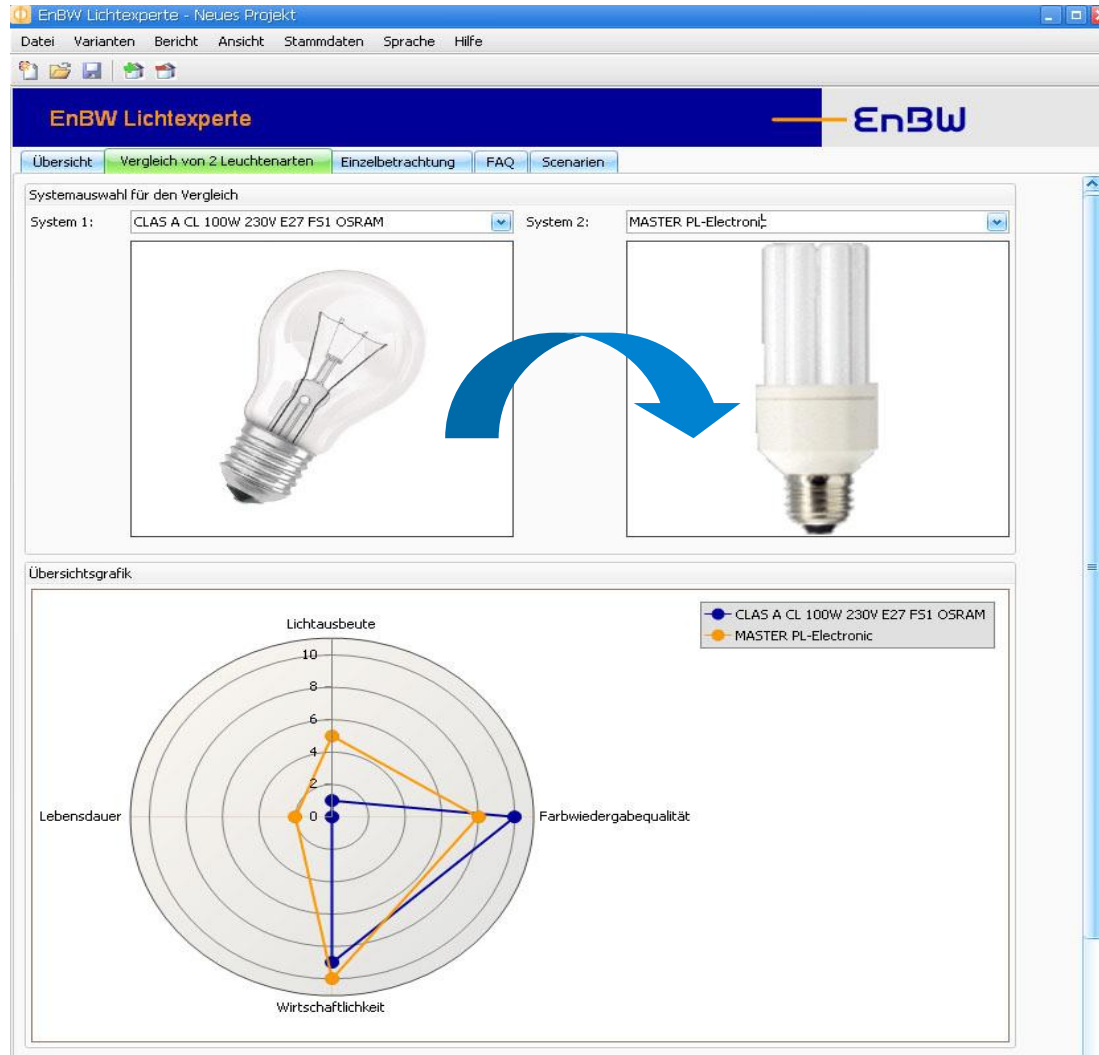 EnBW Lichtexperte - Neues Projekt
Datei Varianten Bericht Ansicht Stammdaten Sprache Hilfe
EnBW Lichtexperte
EnBW
Übersicht Vergleich von 2 Leuchtenarten Einzelbetrachtung FAQ Scenarien
Systemauswahl für den Vergleich
System 1: CLAS A CL 100W 230V E27 FS1 OSRAM System 2: MASTER PL-Electronic
Übersichtsgrafik
CLAS A CL 100W 230V E27 FS1 OSRAM
MASTER PL-Electronic
Lichtausbeute
10
8
6
4
2
0
Lebensdauer
Farbwiedergabequalität
Wirtschaftlichkeit